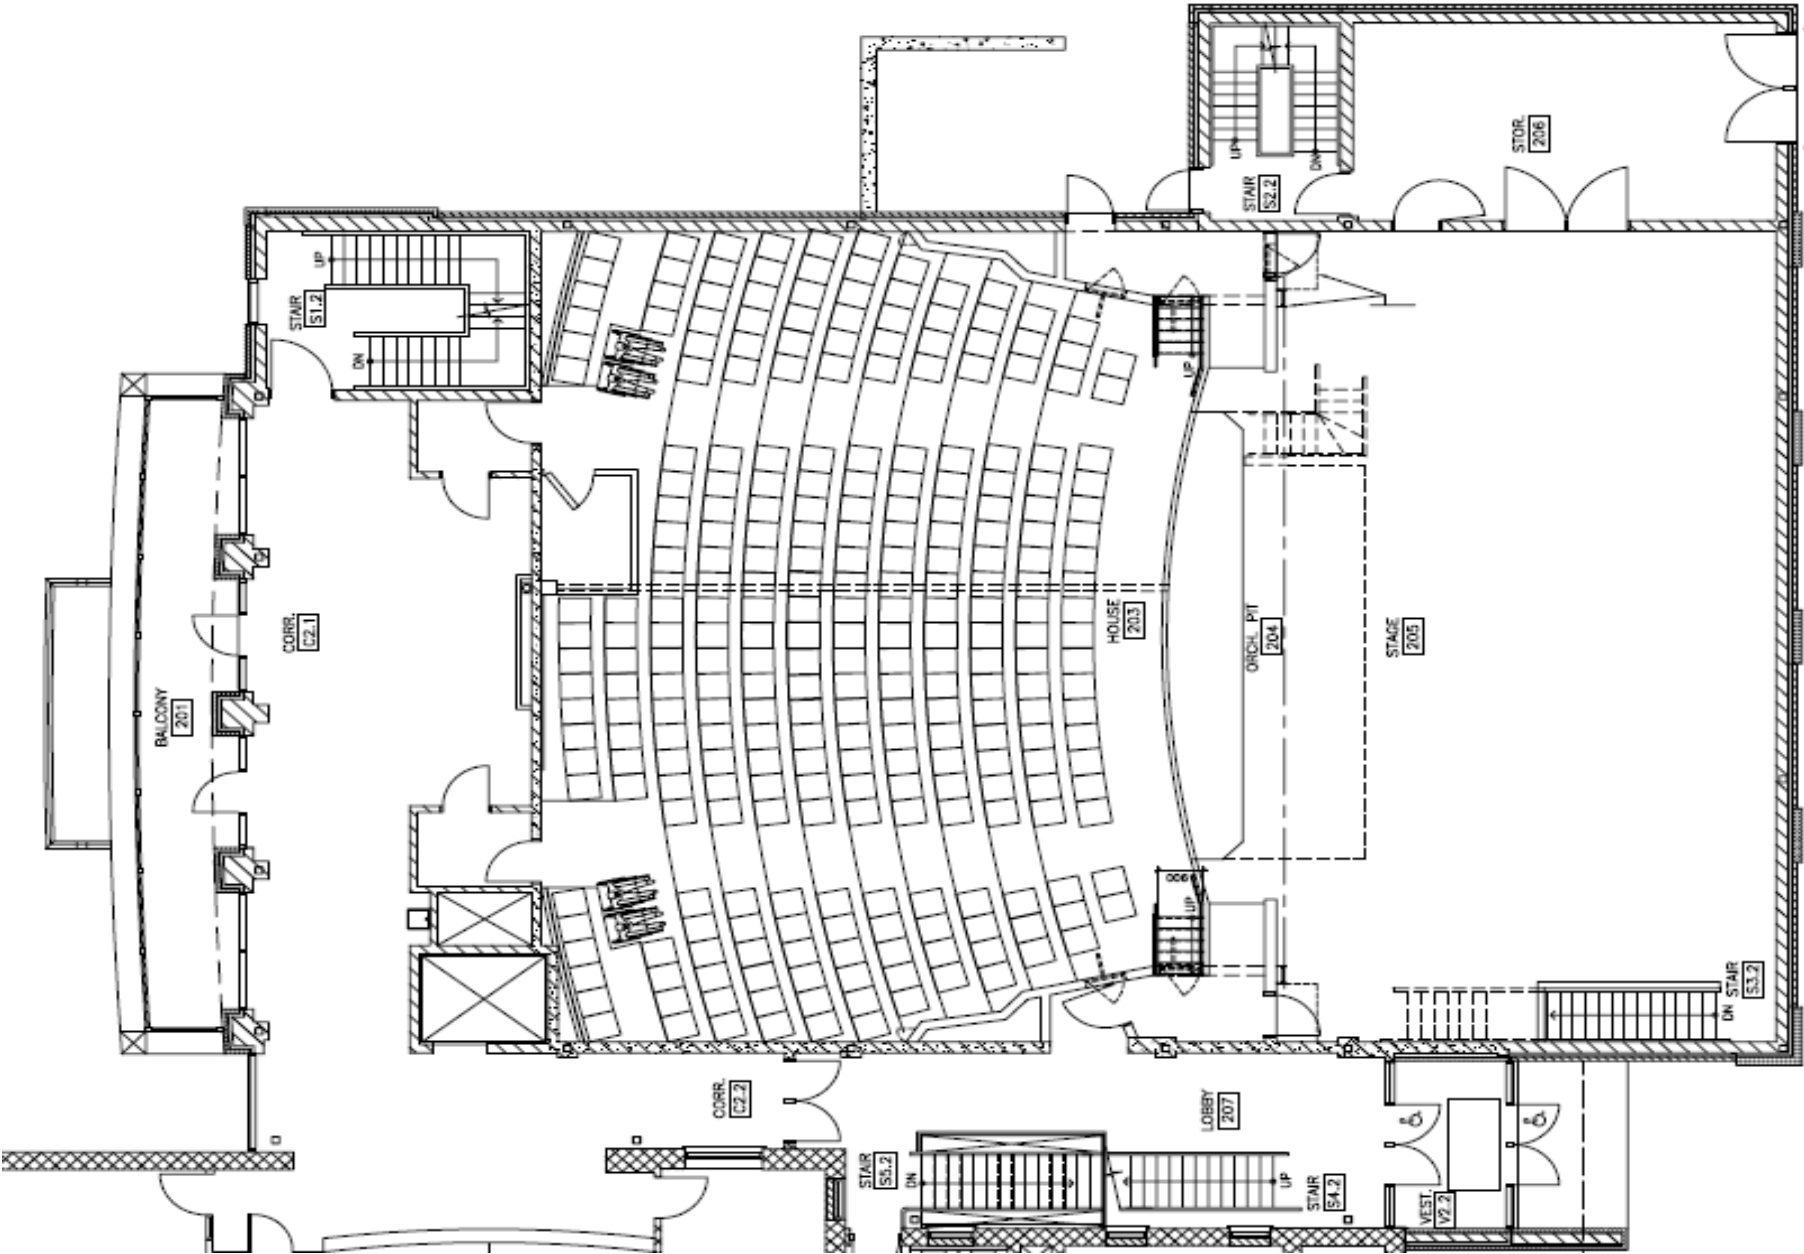 STOR.
206
UP
DN
STAIR
S2.2
UP
STAIR
S1.2
DN
UP
CORR.
C2.1
HOUSE
203
ORCH. PIT
204
STAGE
205
BALCONY
201
UP
STAIR
S3.2
DN
CORR.
C2.2
LOBBY
207
STAIR
S5.2
DN
UP
STAIR
S4.2
VEST.
V2.2